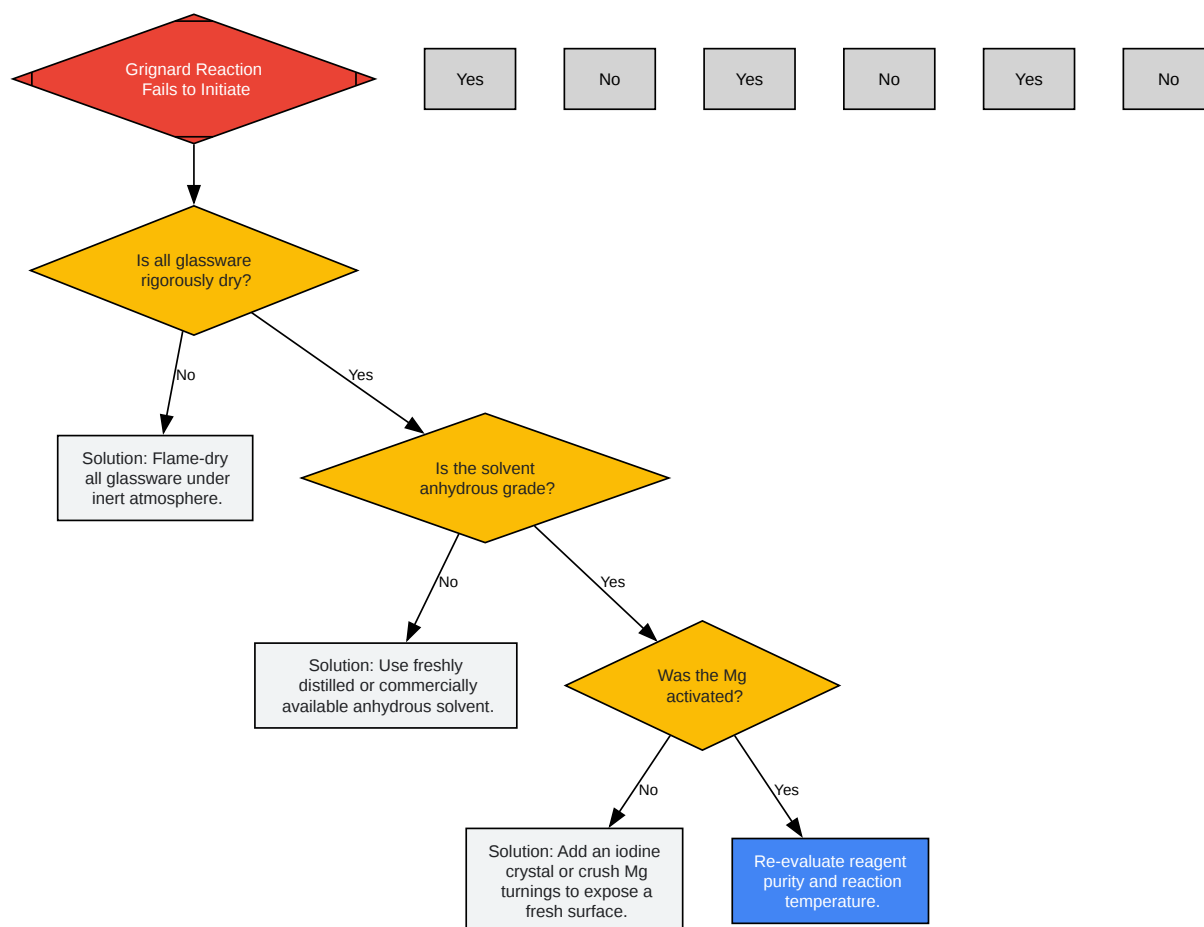 Grignard Reaction
Fails to Initiate
Yes
No
Yes
No
Yes
No
Is all glassware
rigorously dry?
No
Yes
Solution: Flame-dry
all glassware under
inert atmosphere.
Is the solvent
anhydrous grade?
No
Yes
Solution: Use freshly
distilled or commercially
available anhydrous solvent.
Was the Mg
activated?
No
Yes
Solution: Add an iodine
crystal or crush Mg
turnings to expose a
fresh surface.
Re-evaluate reagent
purity and reaction
temperature.